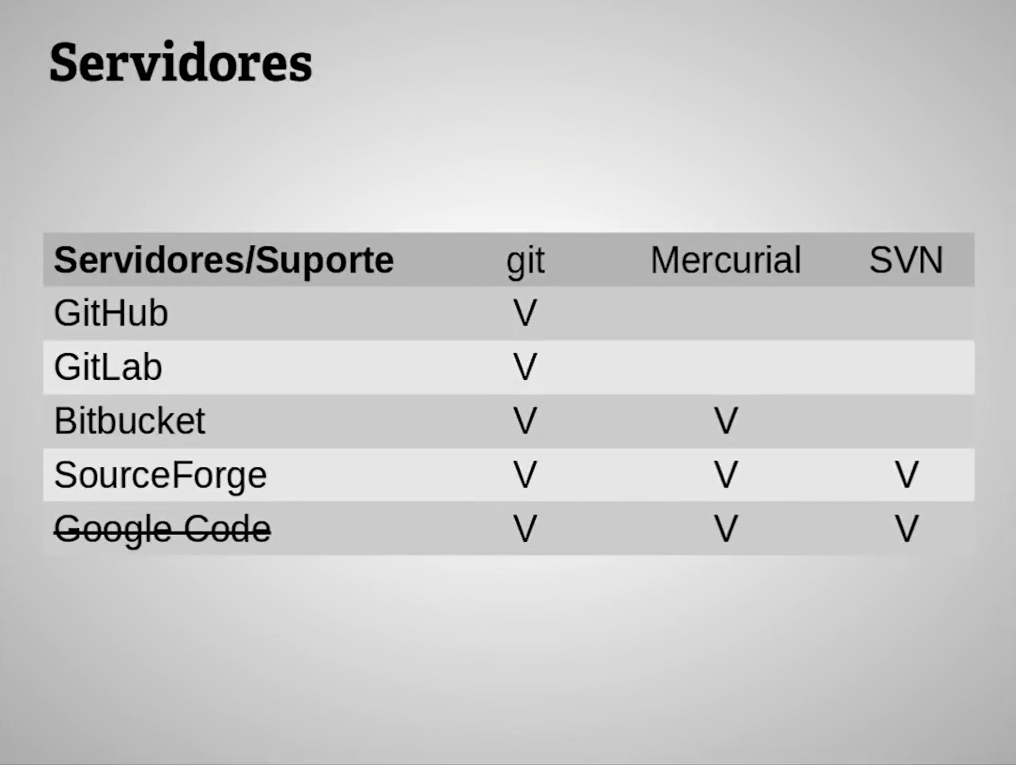 Servidores
Servidores/Suporte git Mercurial SVN
GitHub V
GitLab V
Bitbucket V V
SourceForge V V V
Google Code V V V